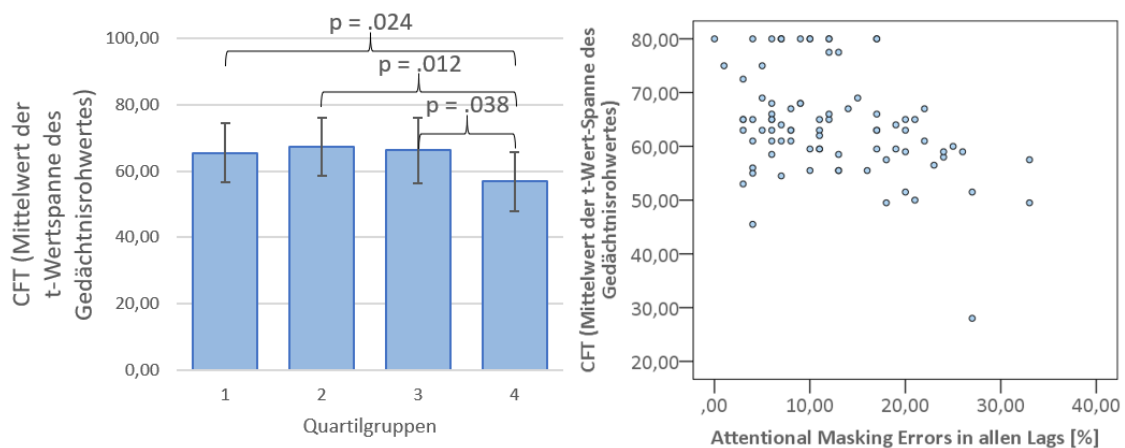 p = .024
p = .012
p = .038
100,00
80,00
60,00
40,00
20,00
0,00
CFT (Mittelwert der
t-Wertspanne des
Gedächtnisrohwertes)
1 2 3 4
Quartilgruppen
CFT (Mittelwert der t-Wert-Spanne des
Gedächtnisrohwertes)
80,00
70,00
60,00
50,00
40,00
30,00
20,00
,00 10,00 20,00 30,00 40,00
Attentional Masking Errors in allen Lags [%]